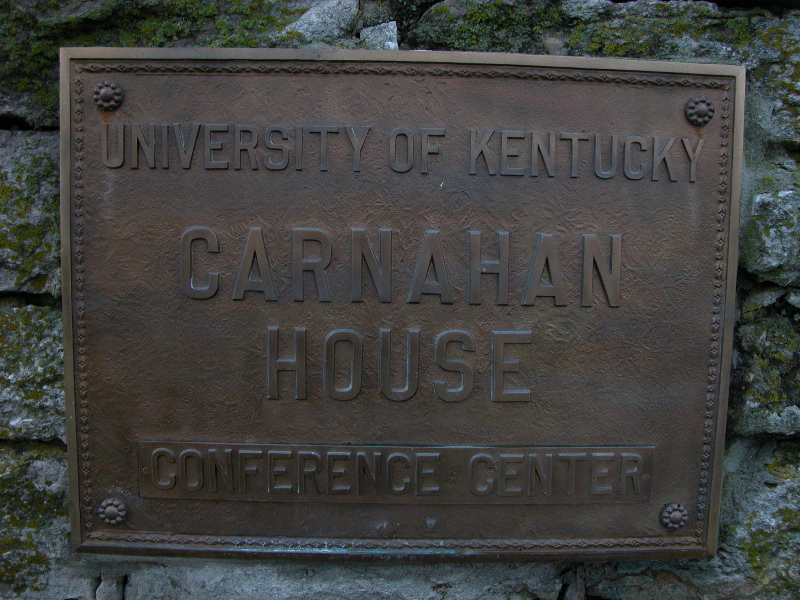 UNIVERSITY OF KENTUCKY
CARNAHAN
HOUSE
CONFERENCE CENTER